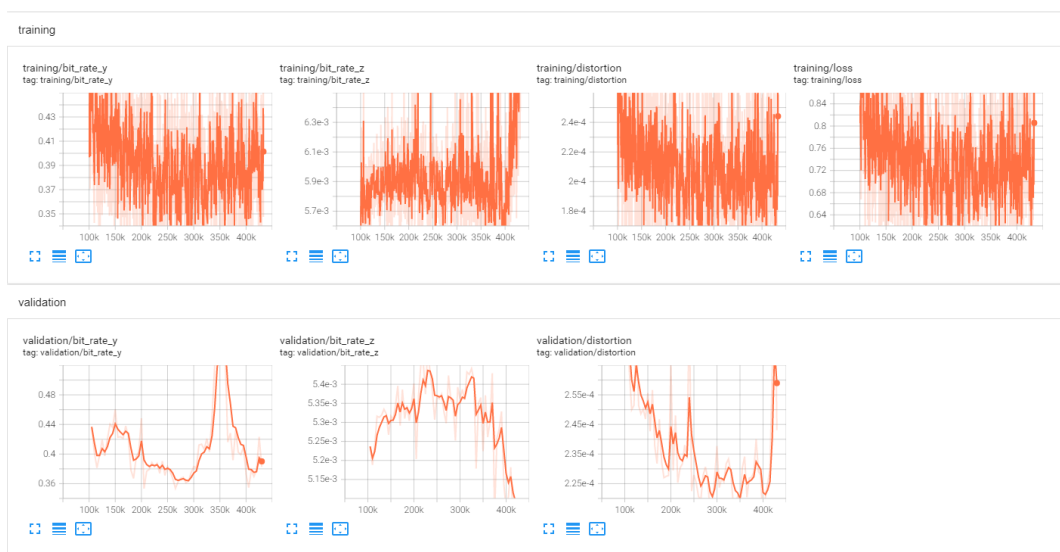 training
training/bit_rate_y
tag: training/bit_rate_y
0.43
0.41
0.39
0.37
0.35
100k 150k 200k 250k 300k 350k 400k
training/bit_rate_z
tag: training/bit_rate_z
6.3e-3
6.1e-3
5.9e-3
5.7e-3
100k 150k 200k 250k 300k 350k 400k
training/distortion
tag: training/distortion
2.4e-4
2.2e-4
2e-4
1.8e-4
100k 150k 200k 250k 300k 350k 400k
training/loss
tag: training/loss
0.84
0.8
0.76
0.72
0.68
0.64
100k 150k 200k 250k 300k 350k 400k
validation
validation/bit_rate_y
tag: validation/bit_rate_y
0.48
0.44
0.4
0.36
100k 150k 200k 250k 300k 350k 400k
validation/bit_rate_z
tag: validation/bit_rate_z
5.4e-3
5.35e-3
5.3e-3
5.25e-3
5.2e-3
5.15e-3
100k 200k 300k 400k
validation/distortion
tag: validation/distortion
2.55e-4
2.45e-4
2.35e-4
2.25e-4
100k 200k 300k 400k